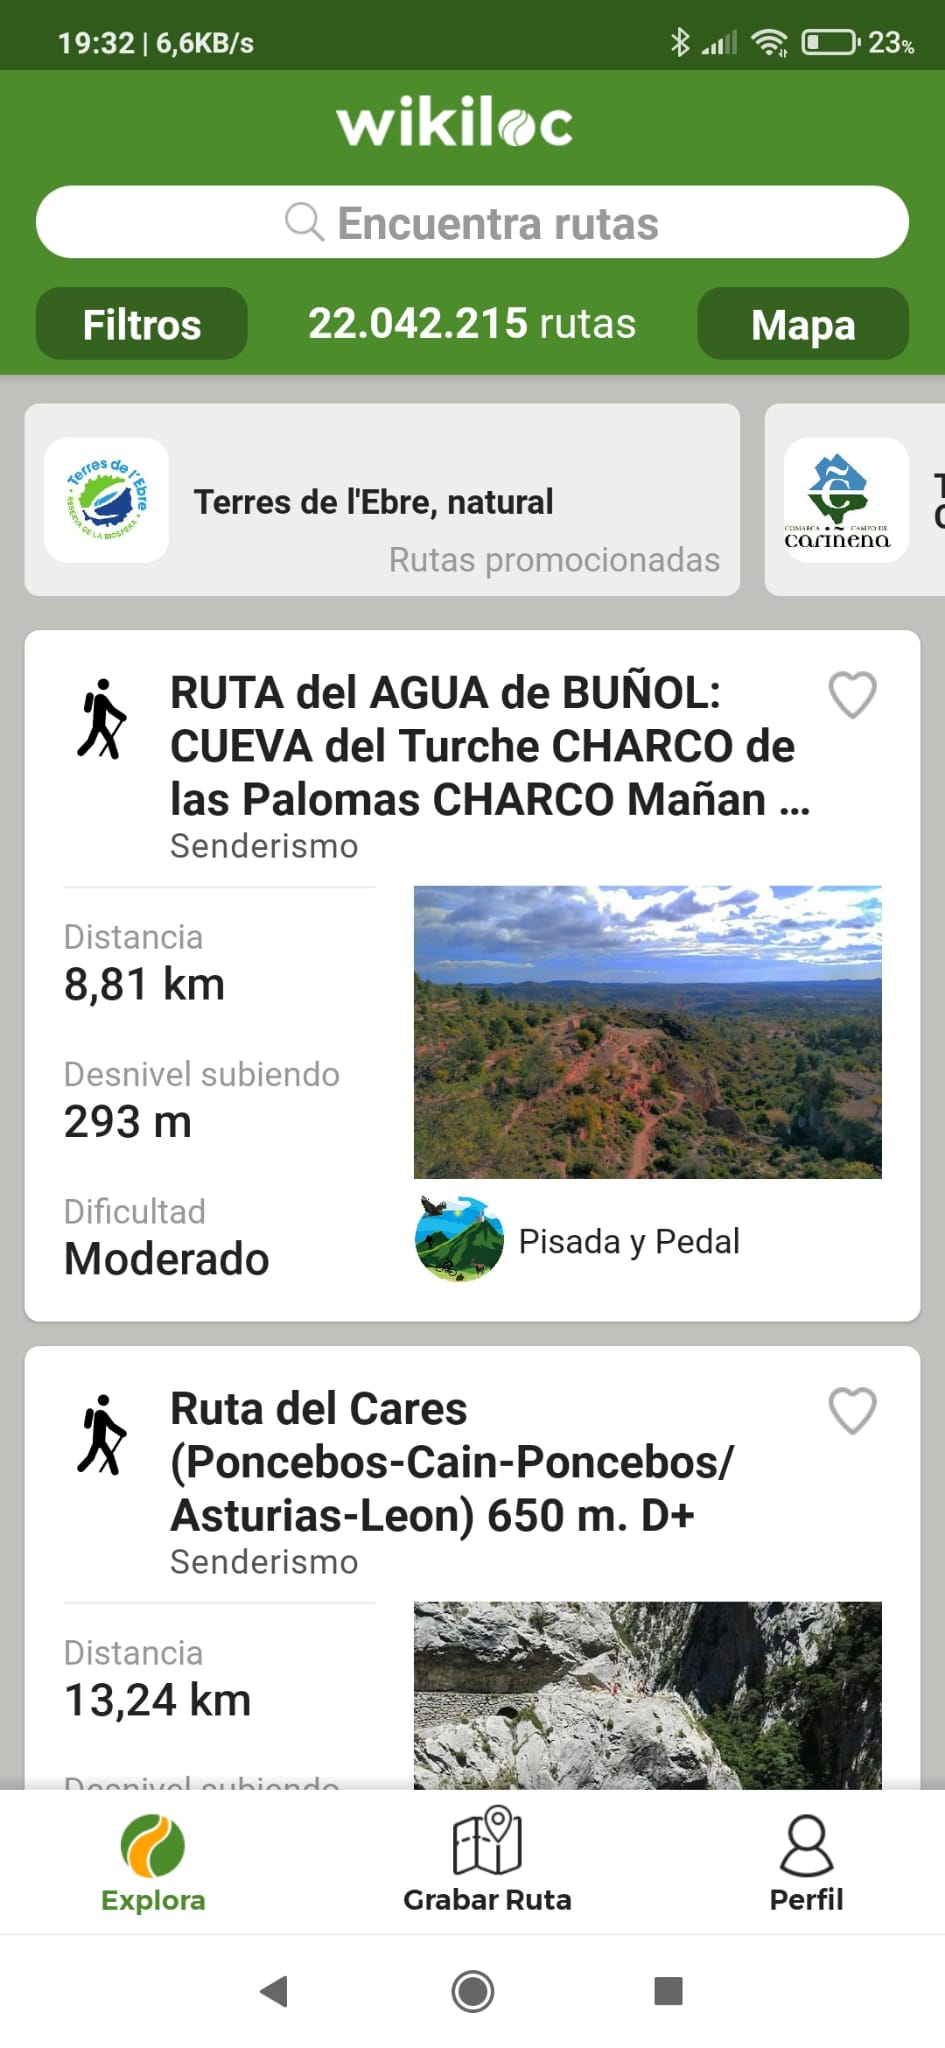 19:32 | 6,6KB/s
23%
wikiloc
Encuentra rutas
Filtros
22.042.215 rutas
Mapa
Terres de l'Ebre
RESERVA DE LA BIOSFERA
Terres de l'Ebre, natural
Rutas promocionadas
COMARCA CAMPO DE
cariñena
RUTA del AGUA de BUÑOL:
CUEVA del Turche CHARCO de
las Palomas CHARCO Mañan ...
Senderismo
Distancia
8,81 km
Desnivel subiendo
293 m
Dificultad
Moderado
Pisada y Pedal
Ruta del Cares
(Poncebos-Cain-Poncebos/
Asturias-Leon) 650 m. D+
Senderismo
Distancia
13,24 km
Desnivel subiendo
Explora
Grabar Ruta
Perfil